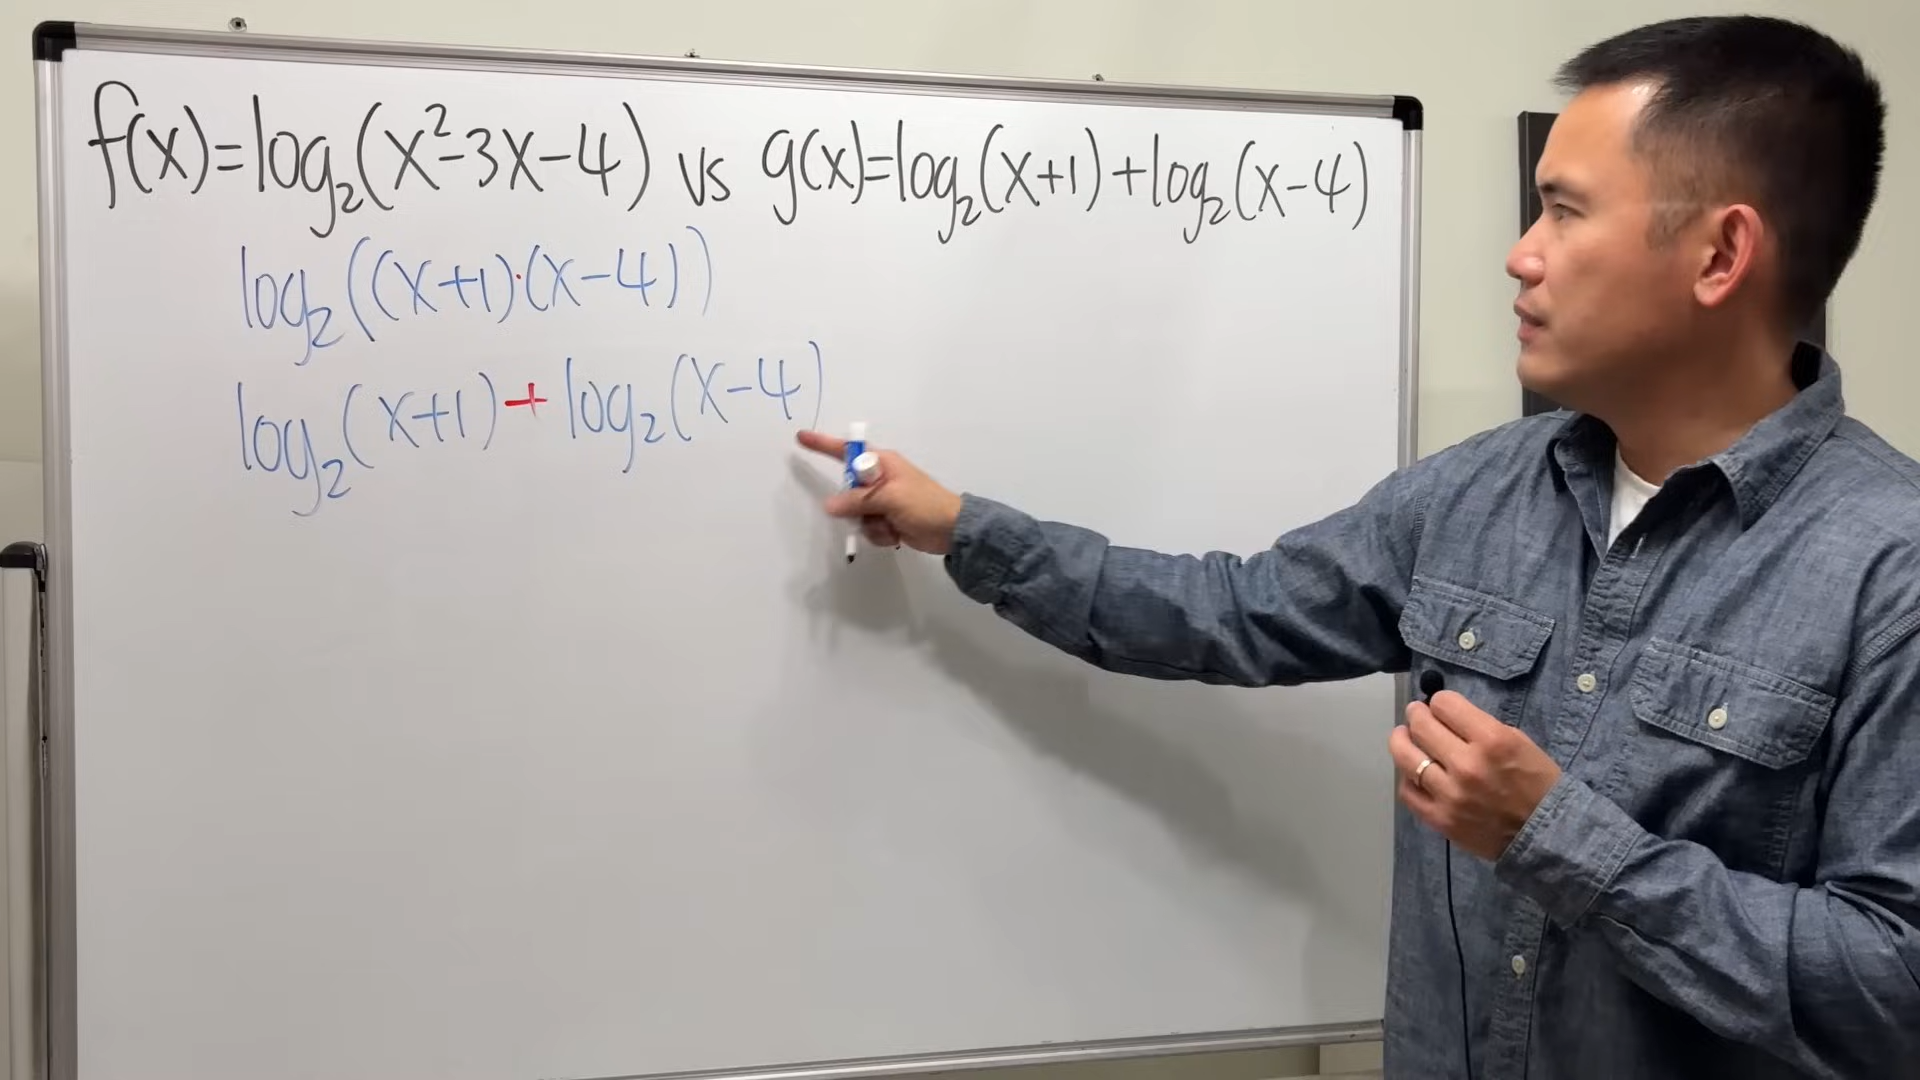 f(x)=log₂(x²-3x-4) vs g(x)=log₂(x+1)+log₂(x-4)
log₂((x+1)·(x-4))
log₂(x+1)+log₂(x-4)